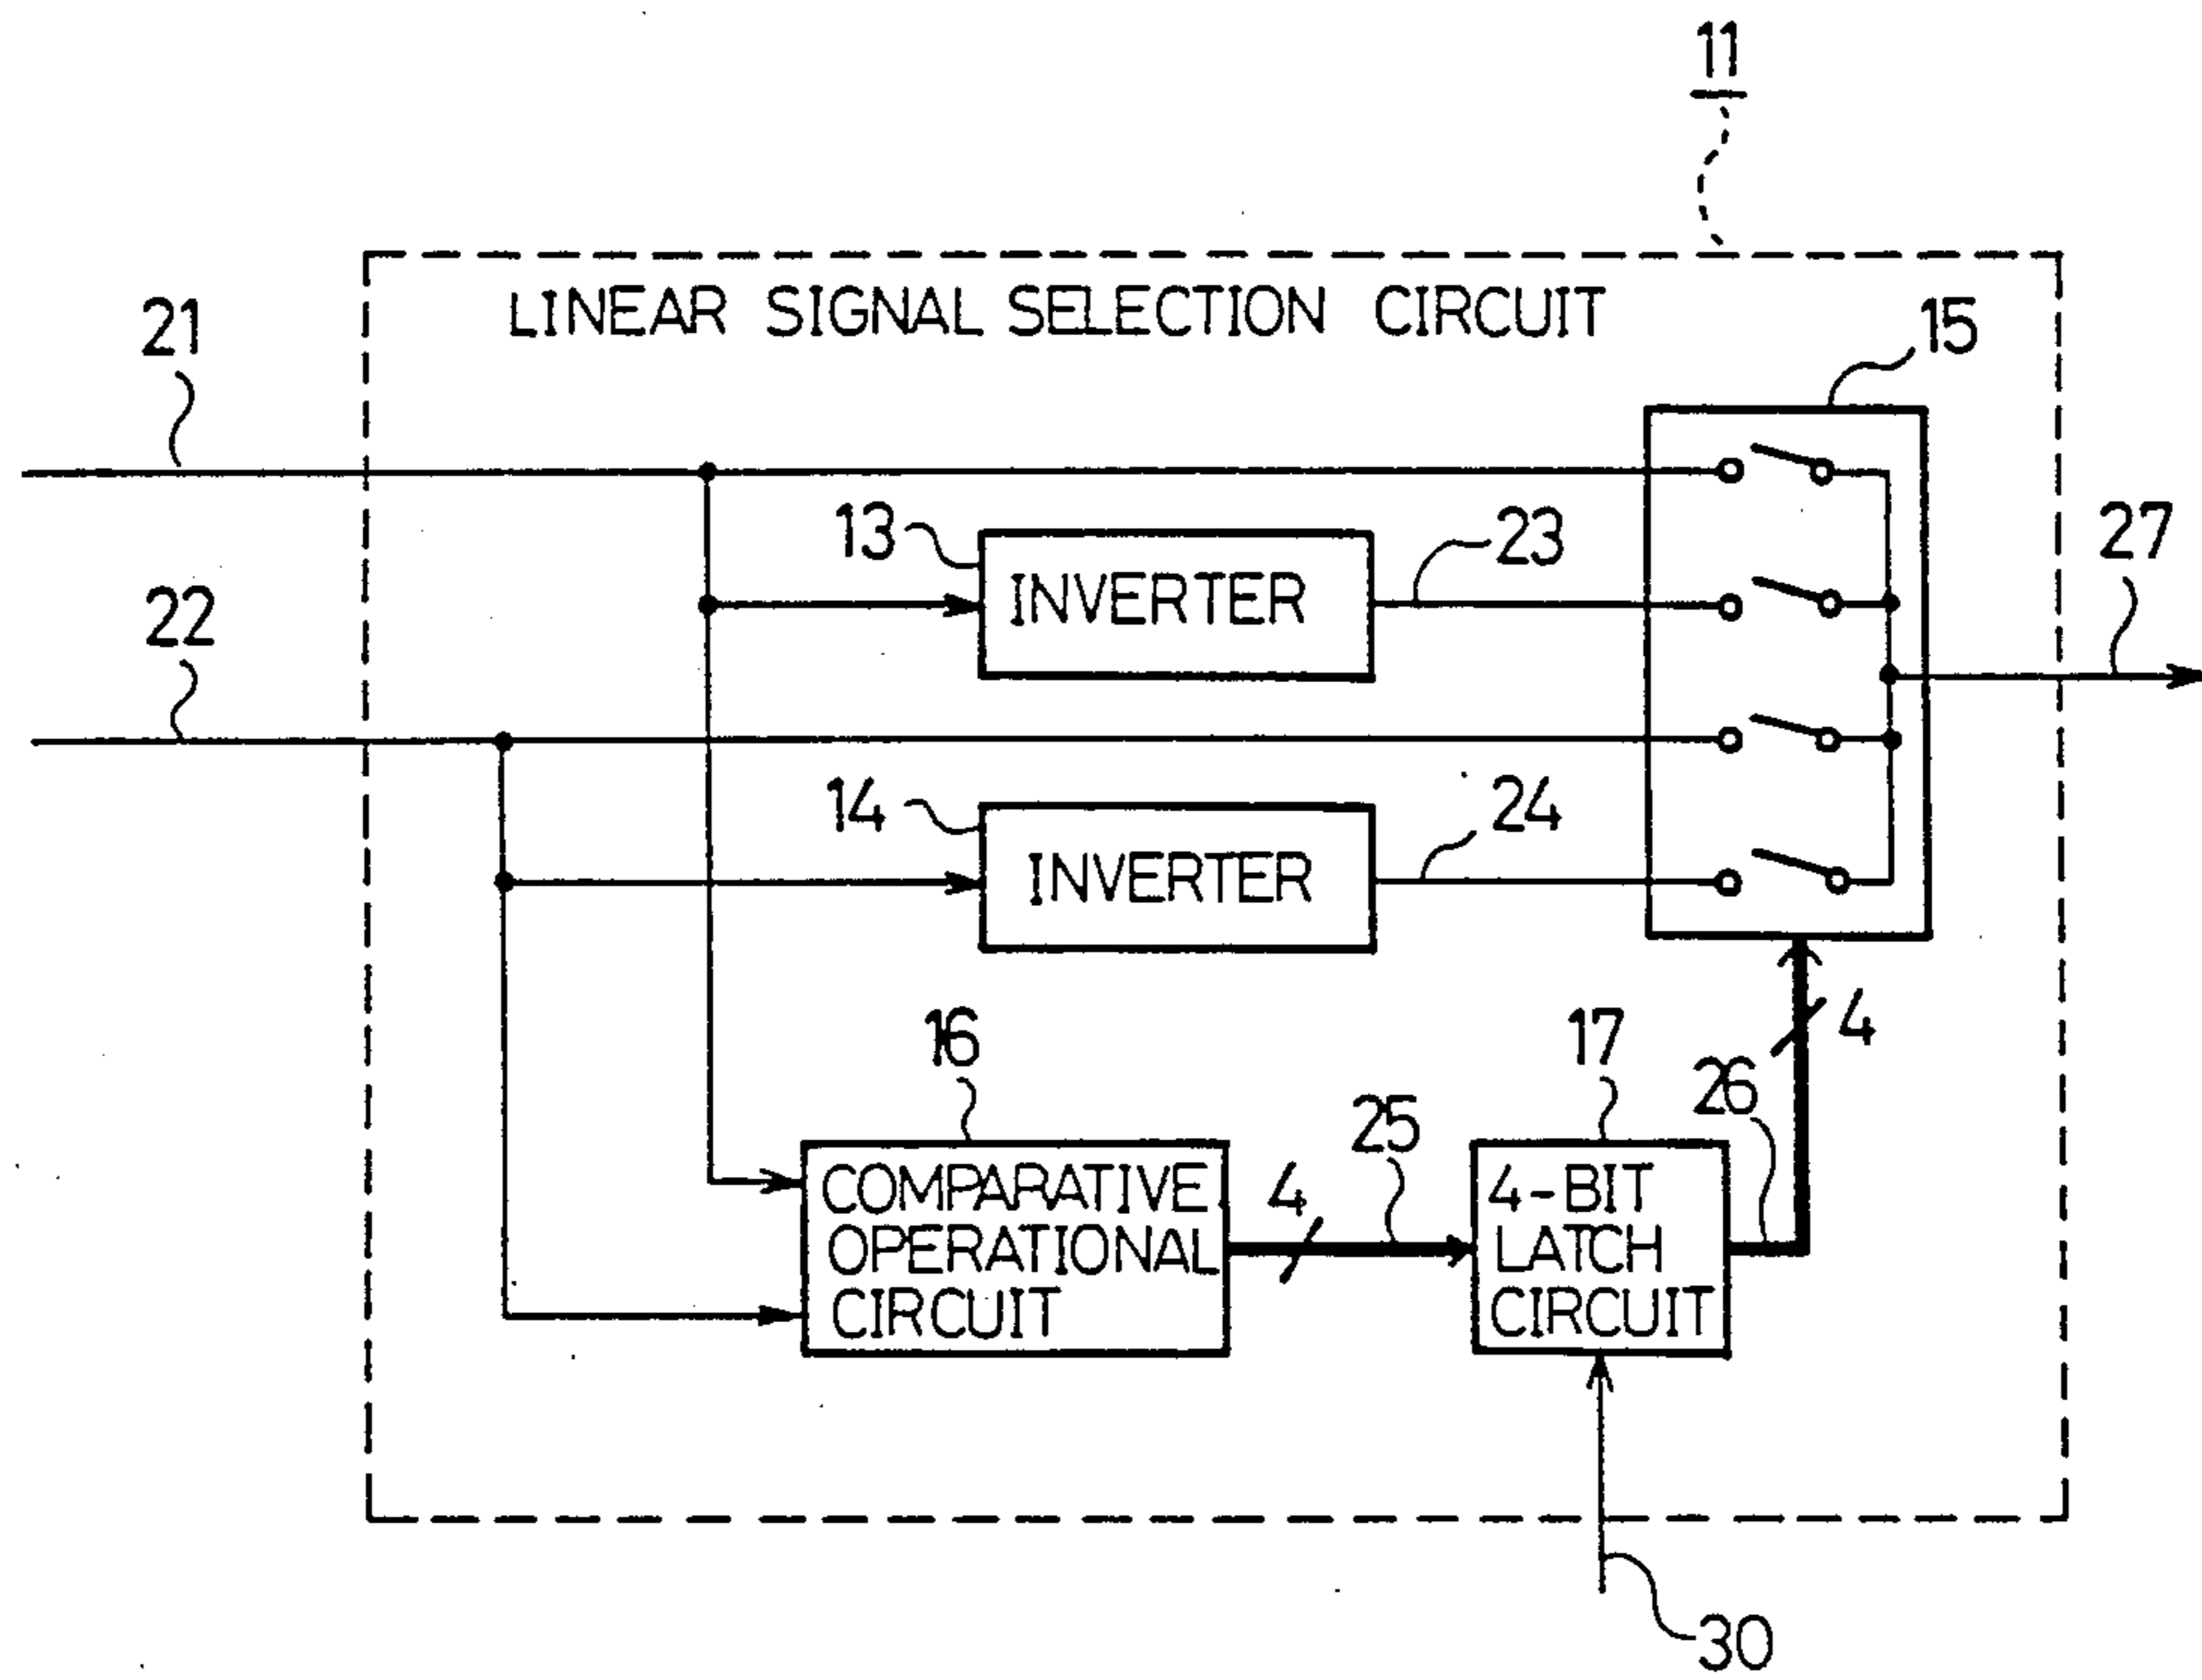 11
LINEAR SIGNAL SELECTION CIRCUIT
21
15
13
INVERTER
23
27
22
14
INVERTER
24
4
16
17
26
25
COMPARATIVE
OPERATIONAL
CIRCUIT
4
4-BIT
LATCH
CIRCUIT
30